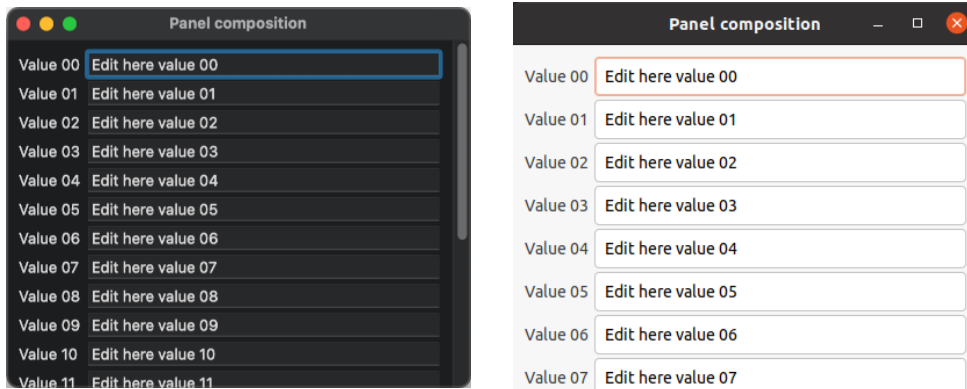 Panel composition
Value 00 Edit here value 00
Value 01 Edit here value 01
Value 02 Edit here value 02
Value 03 Edit here value 03
Value 04 Edit here value 04
Value 05 Edit here value 05
Value 06 Edit here value 06
Value 07 Edit here value 07
Value 08 Edit here value 08
Value 09 Edit here value 09
Value 10 Edit here value 10
Value 11 Edit here value 11
Panel composition
Value 00 Edit here value 00
Value 01 Edit here value 01
Value 02 Edit here value 02
Value 03 Edit here value 03
Value 04 Edit here value 04
Value 05 Edit here value 05
Value 06 Edit here value 06
Value 07 Edit here value 07